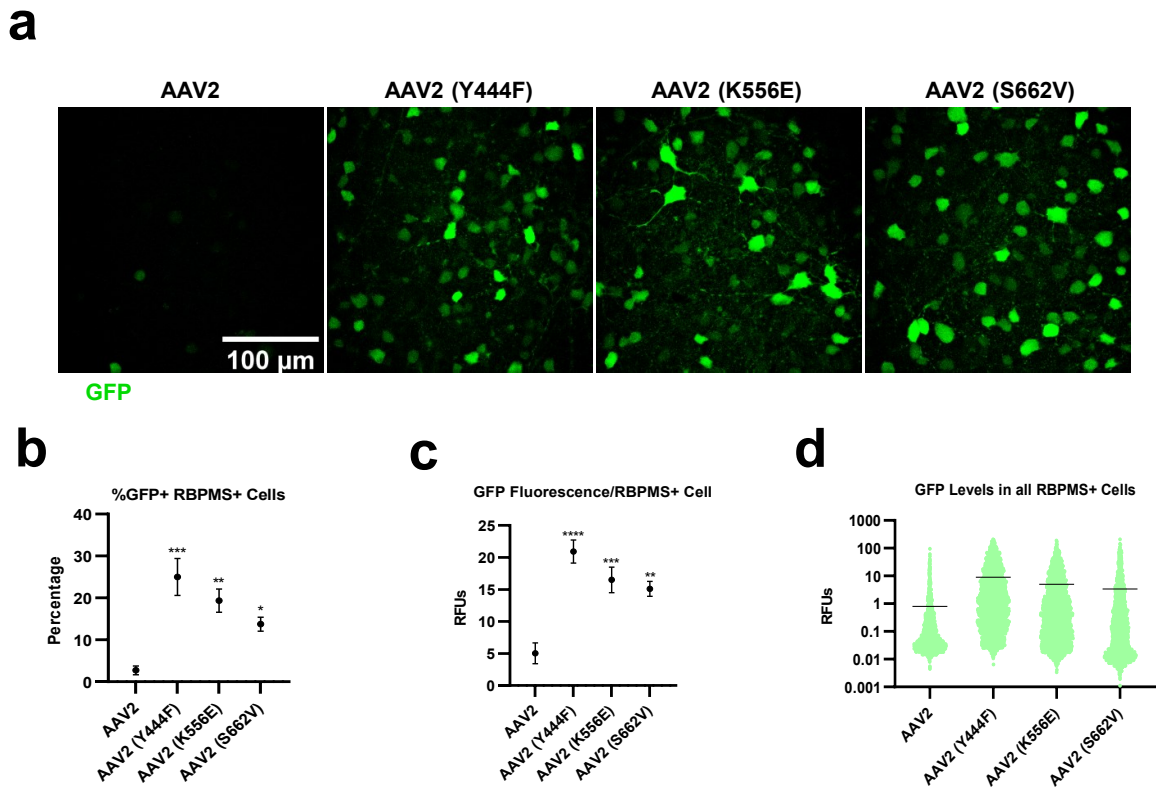 a
AAV2
AAV2 (Y444F)
AAV2 (K556E)
AAV2 (S662V)
100 µm
GFP
b
%GFP+ RBPMS+ Cells
Percentage
40
30
20
10
0
***
**
*
AAV2
AAV2 (Y444F)
AAV2 (K556E)
AAV2 (S662V)
c
GFP Fluorescence/RBPMS+ Cell
RFUs
25
20
15
10
5
0
****
***
**
AAV2
AAV2 (Y444F)
AAV2 (K556E)
AAV2 (S662V)
d
GFP Levels in all RBPMS+ Cells
RFUs
1000
100
10
1
0.1
0.01
0.001
AAV2
AAV2 (Y444F)
AAV2 (K556E)
AAV2 (S662V)